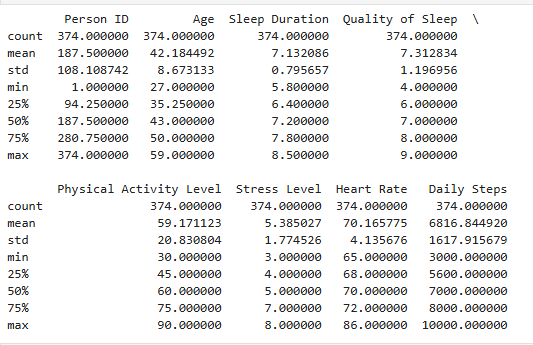 Person ID Age Sleep Duration Quality of Sleep \
count 374.000000 374.000000 374.000000 374.000000
mean 187.500000 42.184492 7.132086 7.312834
std 108.108742 8.673133 0.795657 1.196956
min 1.000000 27.000000 5.800000 4.000000
25% 94.250000 35.250000 6.400000 6.000000
50% 187.500000 43.000000 7.200000 7.000000
75% 280.750000 50.000000 7.800000 8.000000
max 374.000000 59.000000 8.500000 9.000000
Physical Activity Level Stress Level Heart Rate Daily Steps
count 374.000000 374.000000 374.000000 374.000000
mean 59.171123 5.385027 70.165775 6816.844920
std 20.830804 1.774526 4.135676 1617.915679
min 30.000000 3.000000 65.000000 3000.000000
25% 45.000000 4.000000 68.000000 5600.000000
50% 60.000000 5.000000 70.000000 7000.000000
75% 75.000000 7.000000 72.000000 8000.000000
max 90.000000 8.000000 86.000000 10000.000000